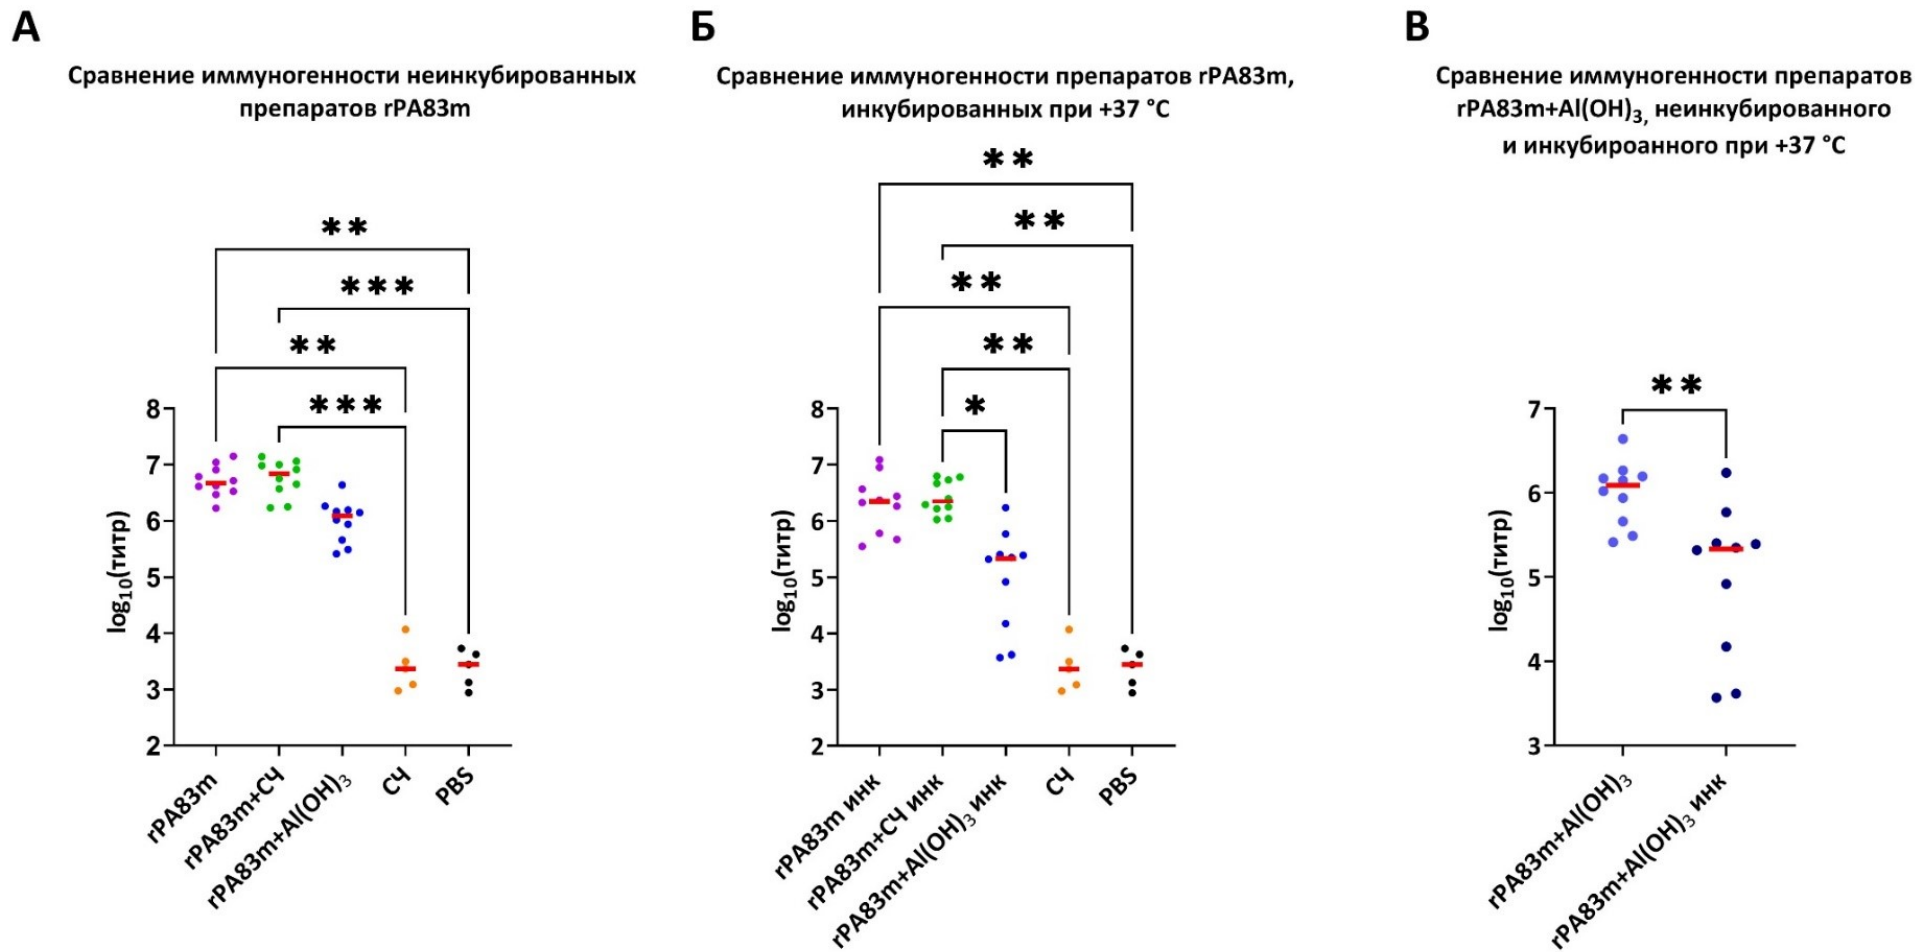 А
Сравнение иммуногенности неинкубированных
препаратов rPA83m
**
***
**
***
8
7
6
5
4
3
2
log10(титр)
rPA83m
rPA83m+СЧ
rPA83m+Al(OH)3
СЧ
PBS
Б
Сравнение иммуногенности препаратов rPA83m,
инкубированных при +37 °C
**
**
**
**
*
8
7
6
5
4
3
2
log10(титр)
rPA83m инк
rPA83m+СЧ инк
rPA83m+Al(OH)3 инк
СЧ
PBS
В
Сравнение иммуногенности препаратов
rPA83m+Al(OH)3, неинкубированного
и инкубироанного при +37 °C
**
7
6
5
4
3
log10(титр)
rPA83m+Al(OH)3
rPA83m+Al(OH)3 инк